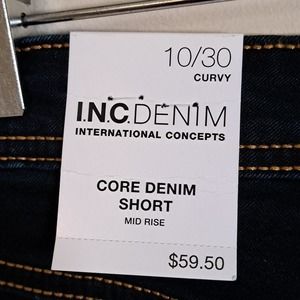 10/30
CURVY
I.N.C. DENIM
INTERNATIONAL CONCEPTS
CORE DENIM
SHORT
MID RISE
$59.50